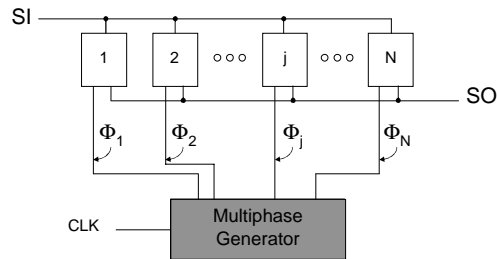 SI
1 2 ○○○ j ○○○ N
SO
Φ1 Φ2 Φj ΦN
CLK
Multiphase
Generator